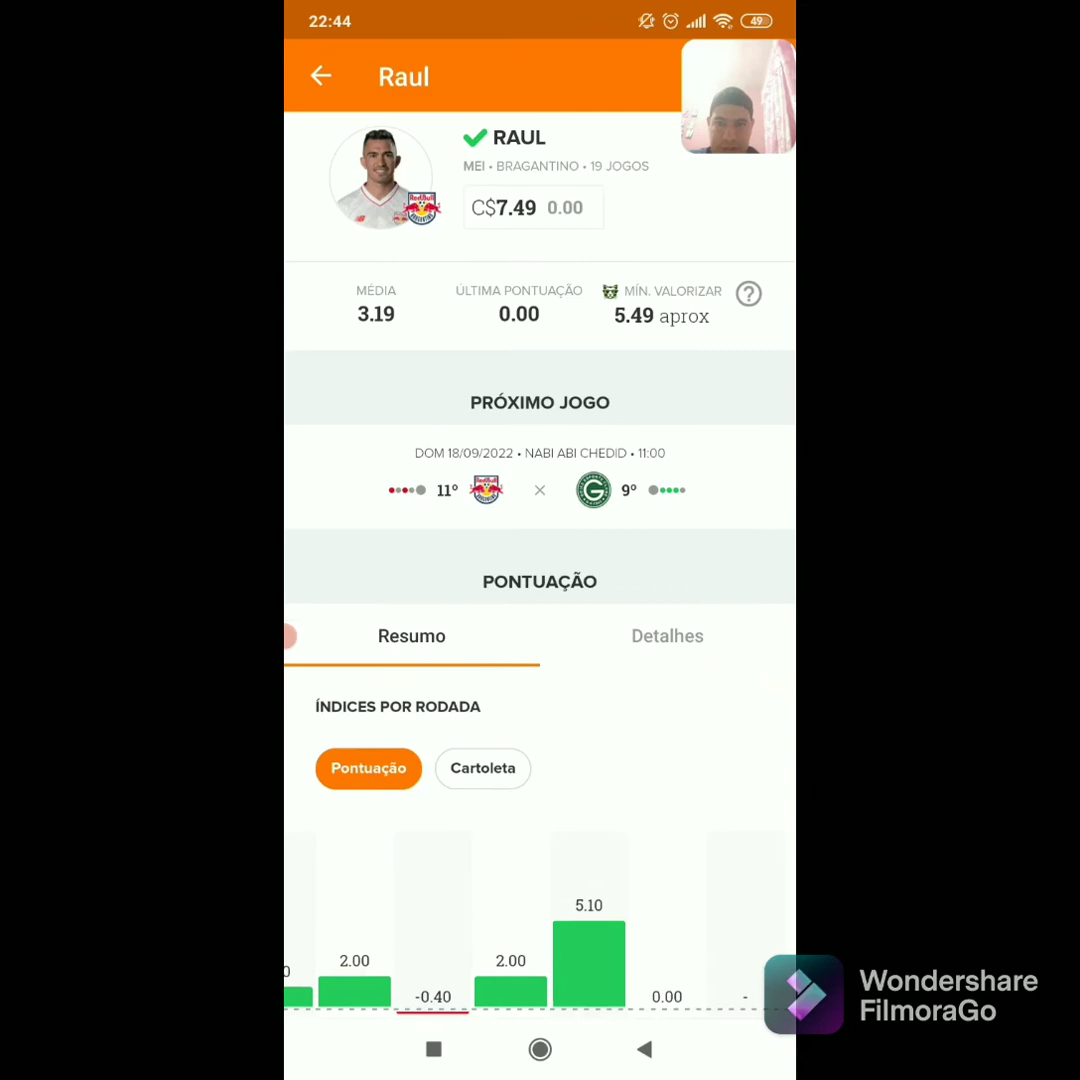 22:44
49
Raul
RAUL
MEI • BRAGANTINO • 19 JOGOS
C$7.49 0.00
MÉDIA ÚLTIMA PONTUAÇÃO MÍN. VALORIZAR ?
3.19 0.00 5.49 aprox
PRÓXIMO JOGO
DOM 18/09/2022 • NABI ABI CHEDID • 11:00
11º RedBull × G 9º
PONTUAÇÃO
Resumo Detalhes
ÍNDICES POR RODADA
Pontuação Cartoleta
5.10
0 2.00 2.00
-0.40 0.00 -
Wondershare
FilmoraGo